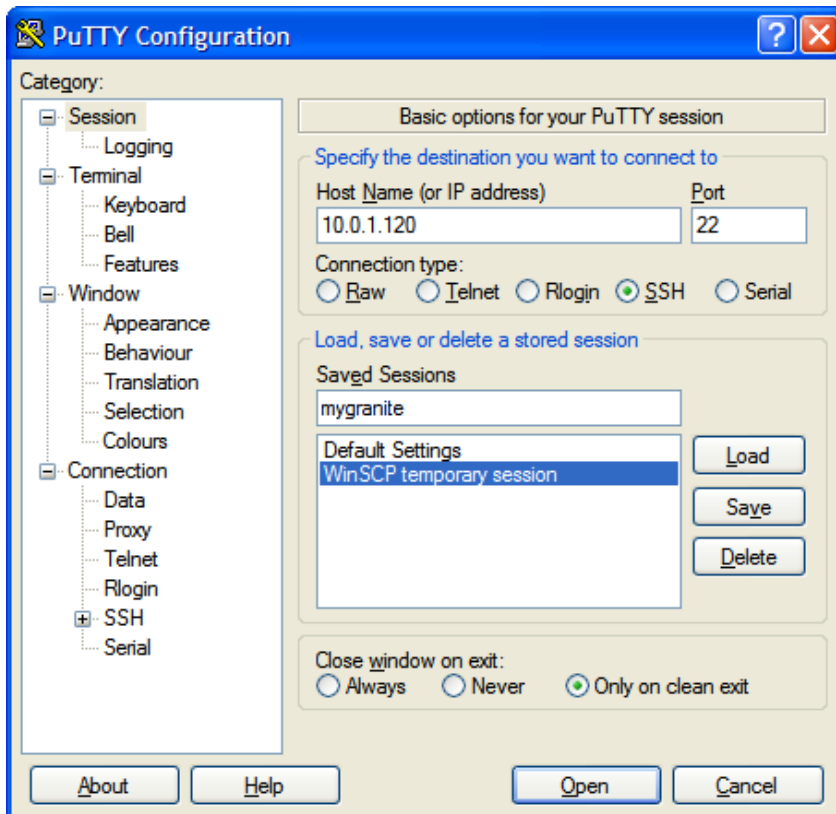 PuTTY Configuration
Category:
Session
Logging
Terminal
Keyboard
Bell
Features
Window
Appearance
Behaviour
Translation
Selection
Colours
Connection
Data
Proxy
Telnet
Rlogin
SSH
Serial
Basic options for your PuTTY session
Specify the destination you want to connect to
Host Name (or IP address) Port
10.0.1.120 22
Connection type:
Raw Telnet Rlogin SSH Serial
Load, save or delete a stored session
Saved Sessions
mygranite
Default Settings
WinSCP temporary session
Load
Save
Delete
Close window on exit:
Always Never Only on clean exit
About Help Open Cancel